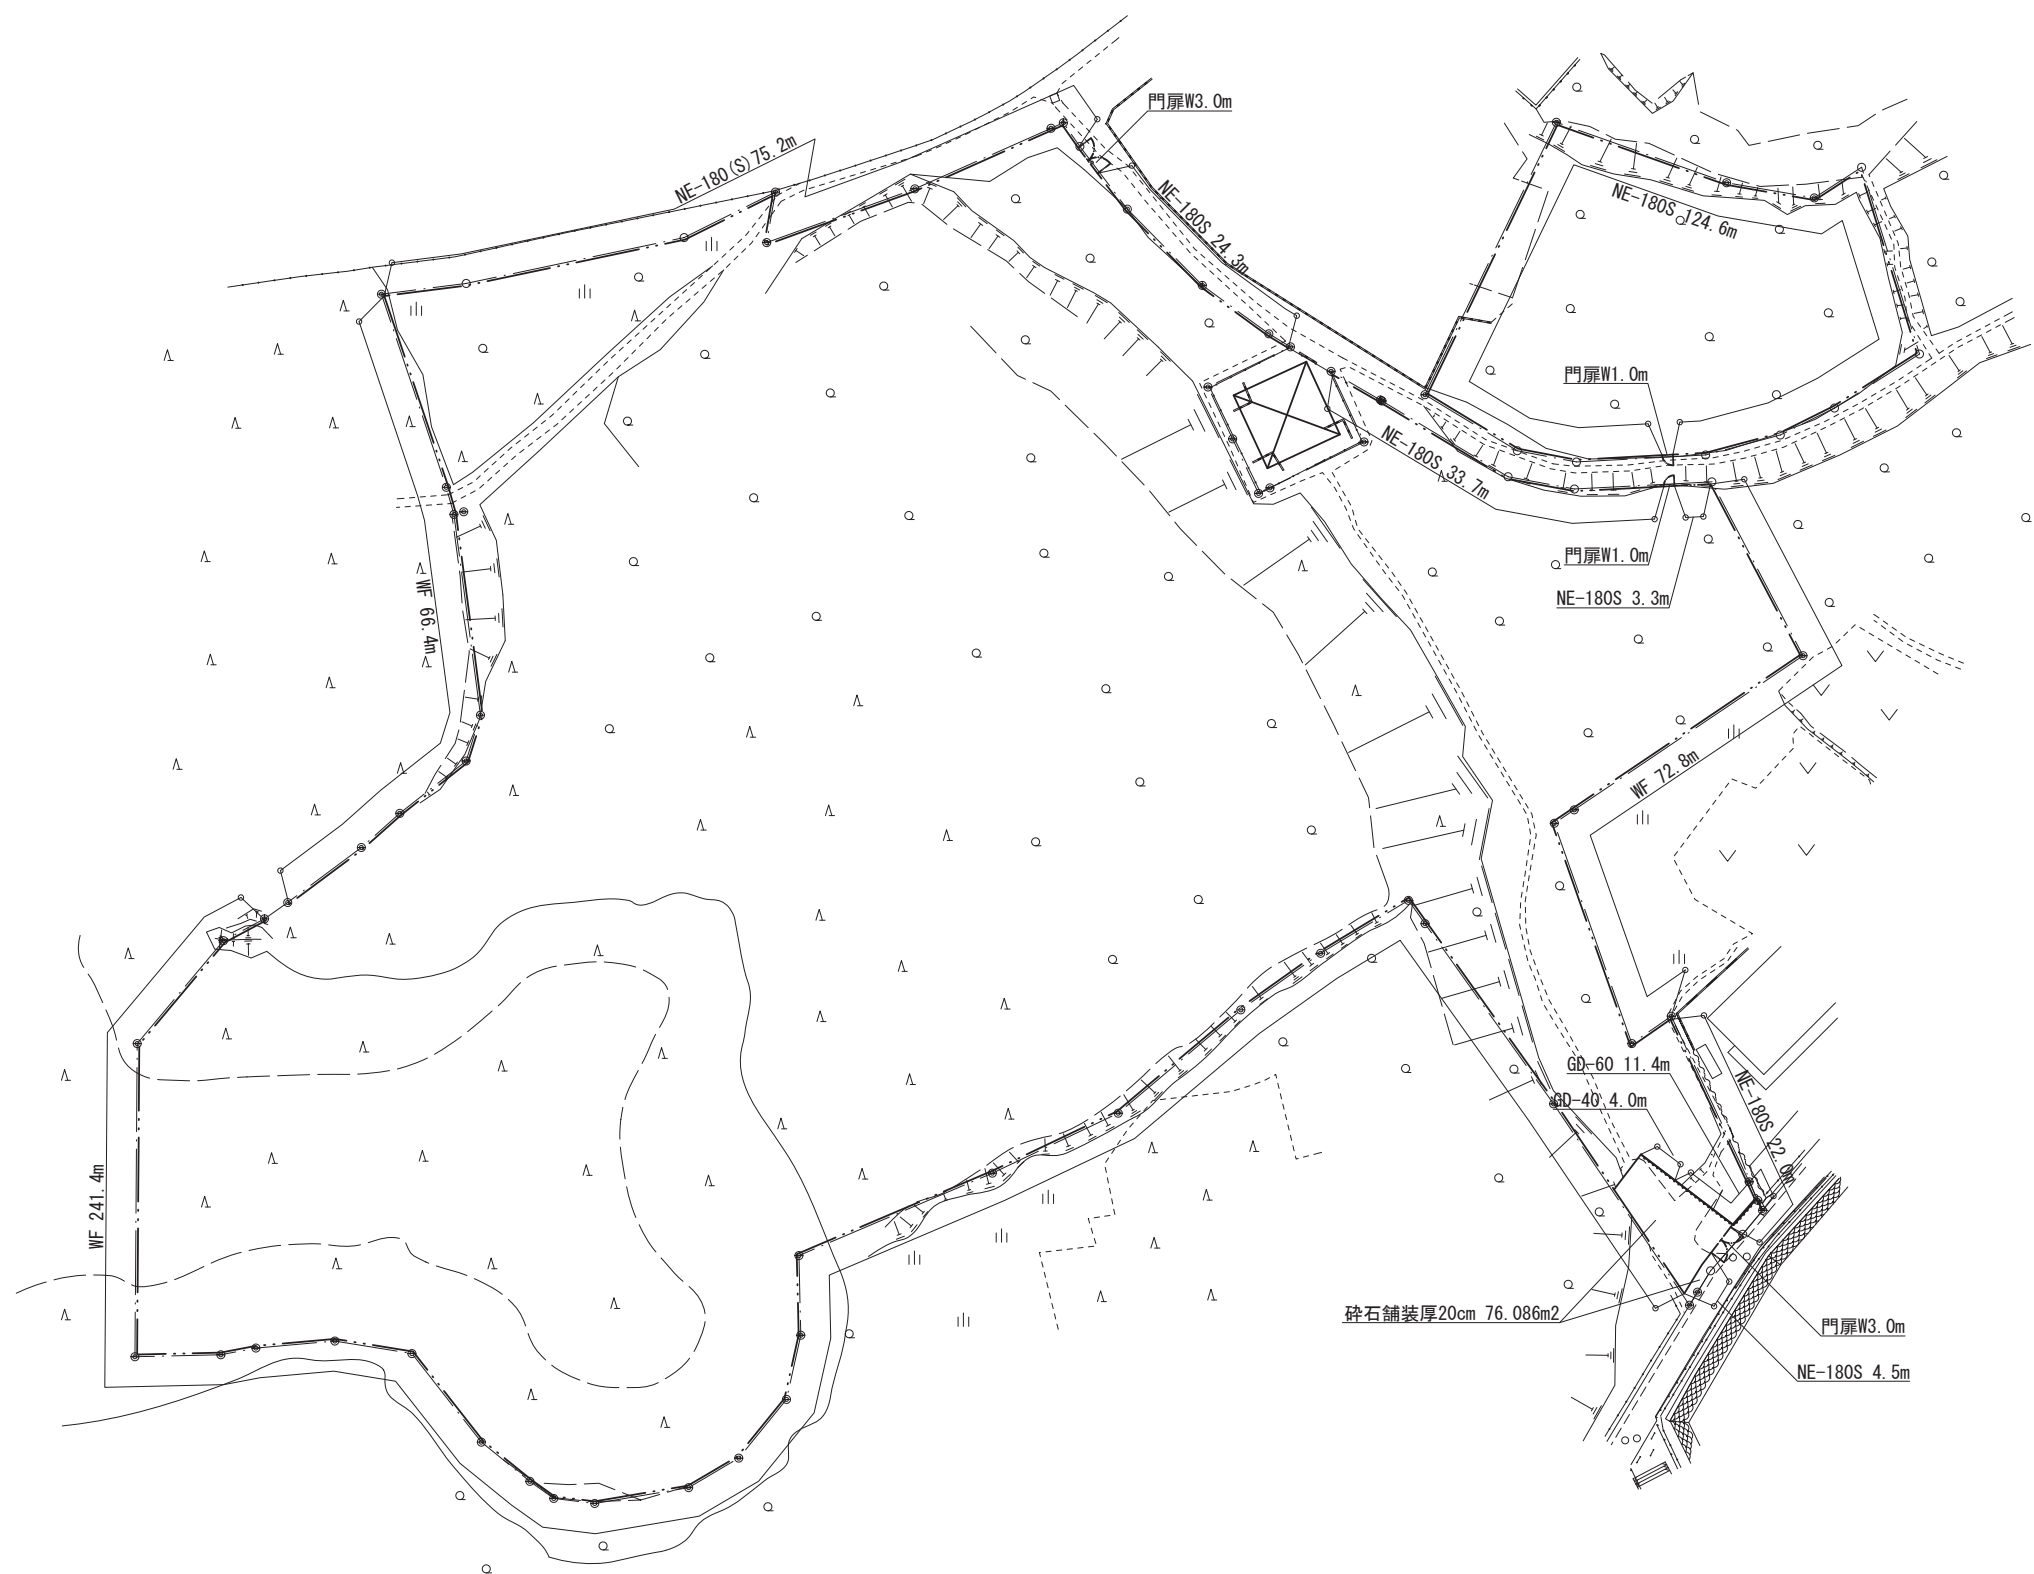 門扉W3.0m
NE-180(S) 75.2m
NE-180S 24.3m
NE-180S 124.6m
門扉W1.0m
NE-180S 33.7m
門扉W1.0m
NE-180S 3.3m
WF 66.4m
WF 72.8m
GD-60 11.4m
GD-40 4.0m
NE-180S 22.0m
WF 241.4m
砕石舗装厚20cm 76.086m2
門扉W3.0m
NE-180S 4.5m